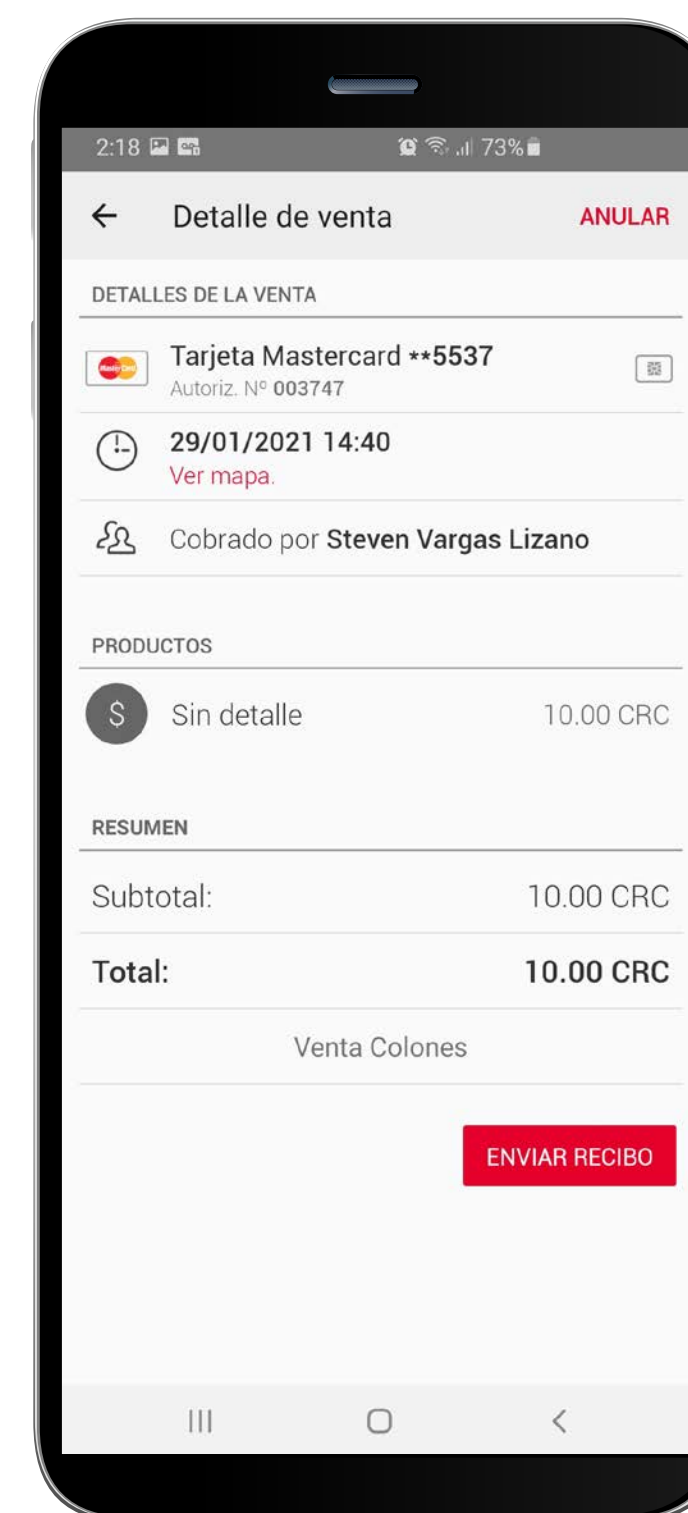 2:18 73%
Detalle de venta ANULAR
DETALLES DE LA VENTA
Tarjeta Mastercard **5537
Autoriz. Nº 003747
29/01/2021 14:40
Ver mapa.
Cobrado por Steven Vargas Lizano
PRODUCTOS
$ Sin detalle 10.00 CRC
RESUMEN
Subtotal: 10.00 CRC
Total: 10.00 CRC
Venta Colones
ENVIAR RECIBO